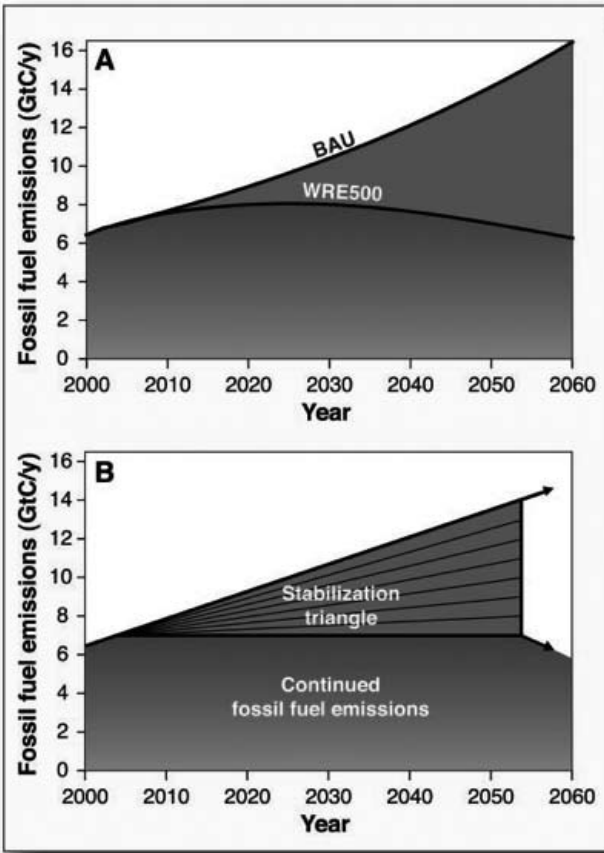 A
Fossil fuel emissions (GtC/y)
16
14
12
10
8
6
4
2
0
BAU
WRE500
2000 2010 2020 2030 2040 2050 2060
Year
B
Fossil fuel emissions (GtC/y)
16
14
12
10
8
6
4
2
0
Stabilization
triangle
Continued
fossil fuel emissions
2000 2010 2020 2030 2040 2050 2060
Year